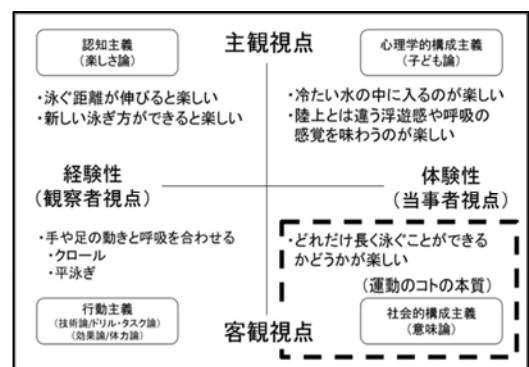 認知主義
(楽しさ論)
主観視点
心理学的構成主義
(子ども論)
・泳ぐ距離が伸びると楽しい
・新しい泳ぎ方ができると楽しい
・冷たい水の中に入るのが楽しい
・陸上とは違う浮遊感や呼吸の
感覚を味わうのが楽しい
経験性
(観察者視点)
体験性
(当事者視点)
・手や足の動きと呼吸を合わせる
・クロール
・平泳ぎ
・どれだけ長く泳ぐことができる
かどうかが楽しい
(運動のコトの本質)
行動主義
(技術論/ドリル・タスク論)
(効果論/体力論)
客観視点
社会的構成主義
(意味論)